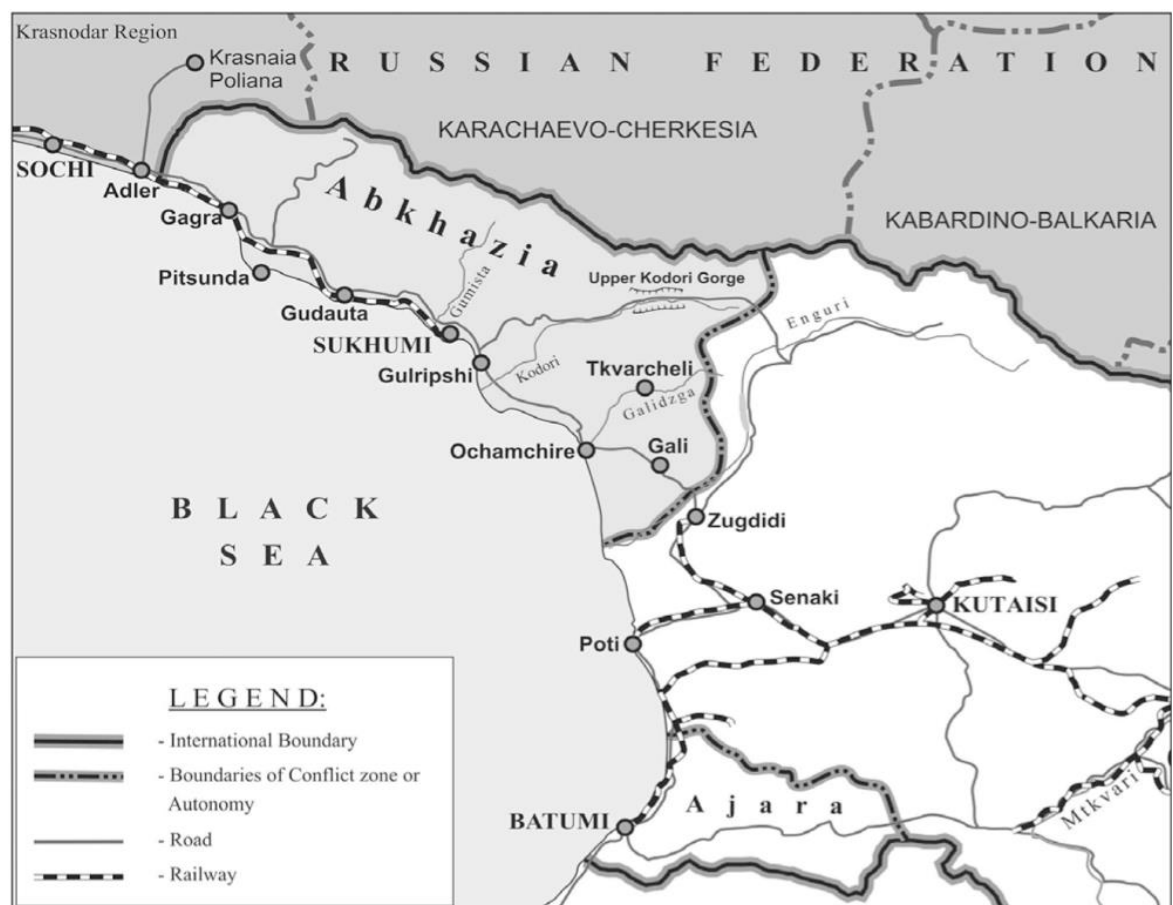 Krasnodar Region
Krasnaia
Poliana
RUSSIAN FEDERATION
KARACHAEVO-CHERKESIA
SOCHI
Adler
Abkhazia
Gagra
KABARDINO-BALKARIA
Pitsunda
Gumista
Upper Kodori Gorge
Gudauta
Enguri
SUKHUMI
Gulripshi
Kodori
Tkvarcheli
Galidzga
Ochamchire
Gali
BLACK
SEA
Zugdidi
Senaki
KUTAISI
Poti
LEGEND:
- International Boundary
- Boundaries of Conflict zone or
Autonomy
- Road
- Railway
Ajara
BATUMI
Mtkvari